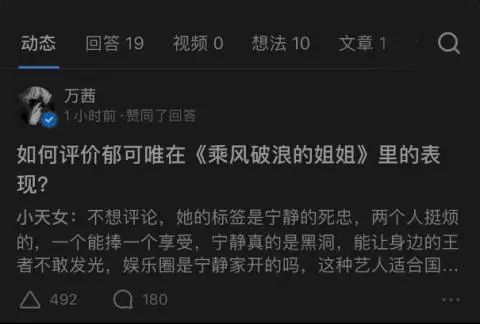 动态 回答 19 视频 0 想法 10 文章 1
万茜
1 小时前 · 赞同了回答
如何评价郁可唯在《乘风破浪的姐姐》里的表
现?
小天女：不想评论，她的标签是宁静的死忠，两个人挺烦
的，一个能捧一个享受，宁静真的是黑洞，能让身边的王
者不敢发光，娱乐圈是宁静家开的吗，这种艺人适合国...
492 180